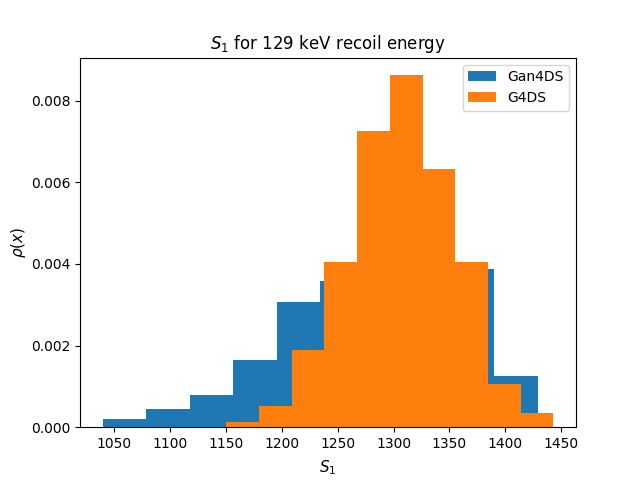 S₁ for 129 keV recoil energy
Gan4DS
G4DS
ρ(x)
0.008
0.006
0.004
0.002
0.000
1050 1100 1150 1200 1250 1300 1350 1400 1450
S₁